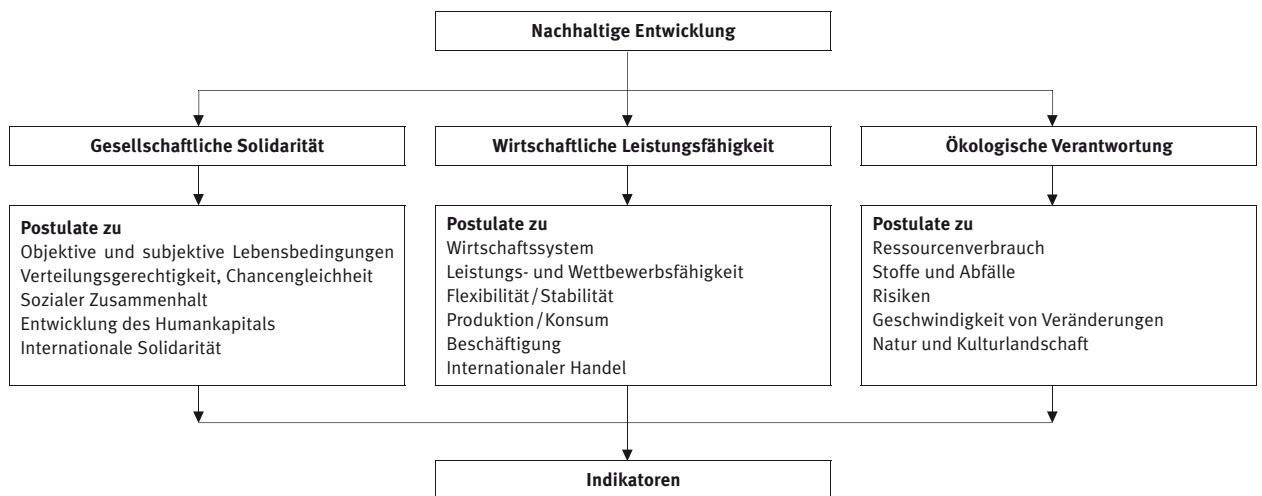 Nachhaltige Entwicklung
Gesellschaftliche Solidarität
Wirtschaftliche Leistungsfähigkeit
Ökologische Verantwortung
Postulate zu
Objektive und subjektive Lebensbedingungen
Verteilungsgerechtigkeit, Chancengleichheit
Sozialer Zusammenhalt
Entwicklung des Humankapitals
Internationale Solidarität
Postulate zu
Wirtschaftssystem
Leistungs- und Wettbewerbsfähigkeit
Flexibilität/Stabilität
Produktion/Konsum
Beschäftigung
Internationaler Handel
Postulate zu
Ressourcenverbrauch
Stoffe und Abfälle
Risiken
Geschwindigkeit von Veränderungen
Natur und Kulturlandschaft
Indikatoren